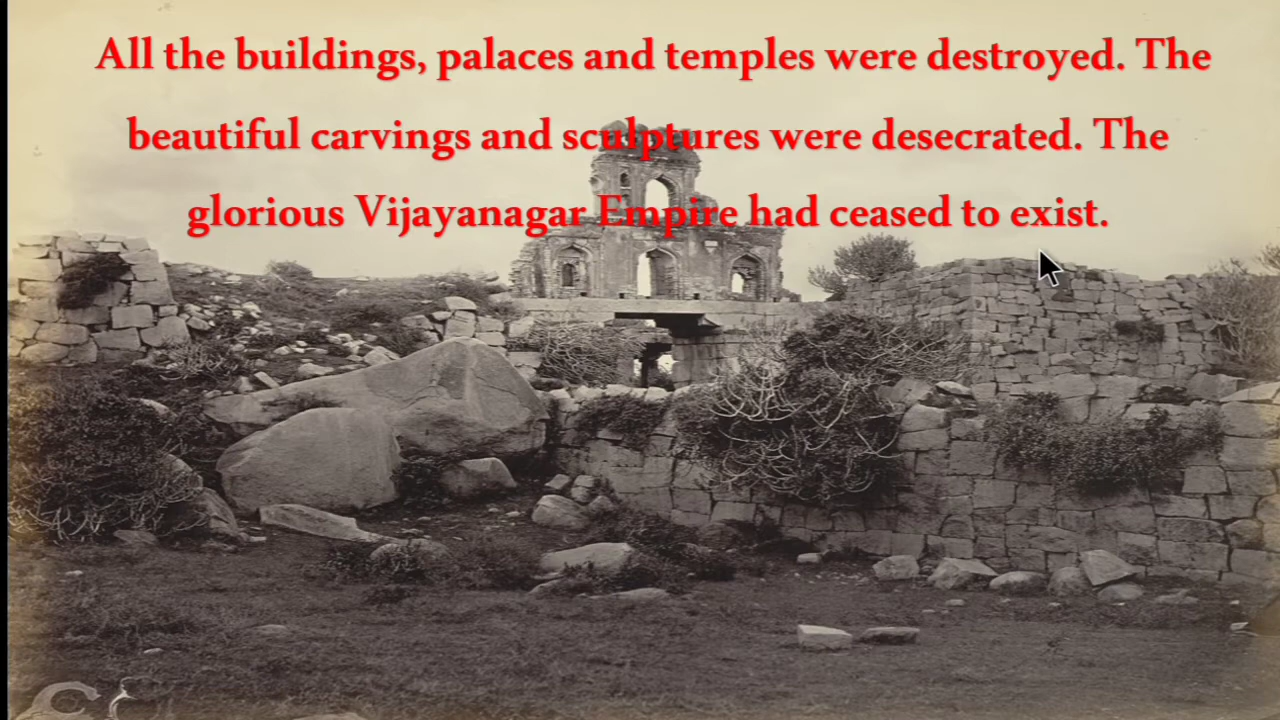 All the buildings, palaces and temples were destroyed. The
beautiful carvings and sculptures were desecrated. The
glorious Vijayanagar Empire had ceased to exist.